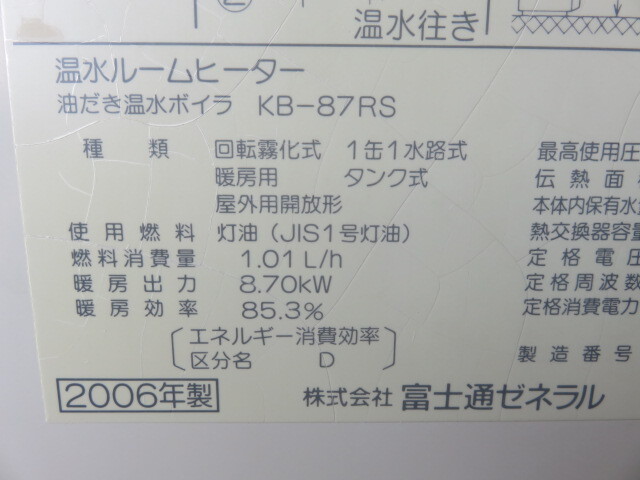 温水往き
温水ルームヒーター
油だき温水ボイラ KB-87RS
種類 回転霧化式 1缶1水路式 最高使用圧
暖房用 タンク式 伝熱面
屋外用開放形 本体内保有水
使用燃料 灯油（JIS1号灯油） 熱交換器容量
燃料消費量 1.01L/h 定格電圧
暖房出力 8.70kW 定格周波数
暖房効率 85.3% 定格消費電力
エネルギー消費効率
区分名 D 製造番号
2006年製 株式会社 富士通ゼネラル